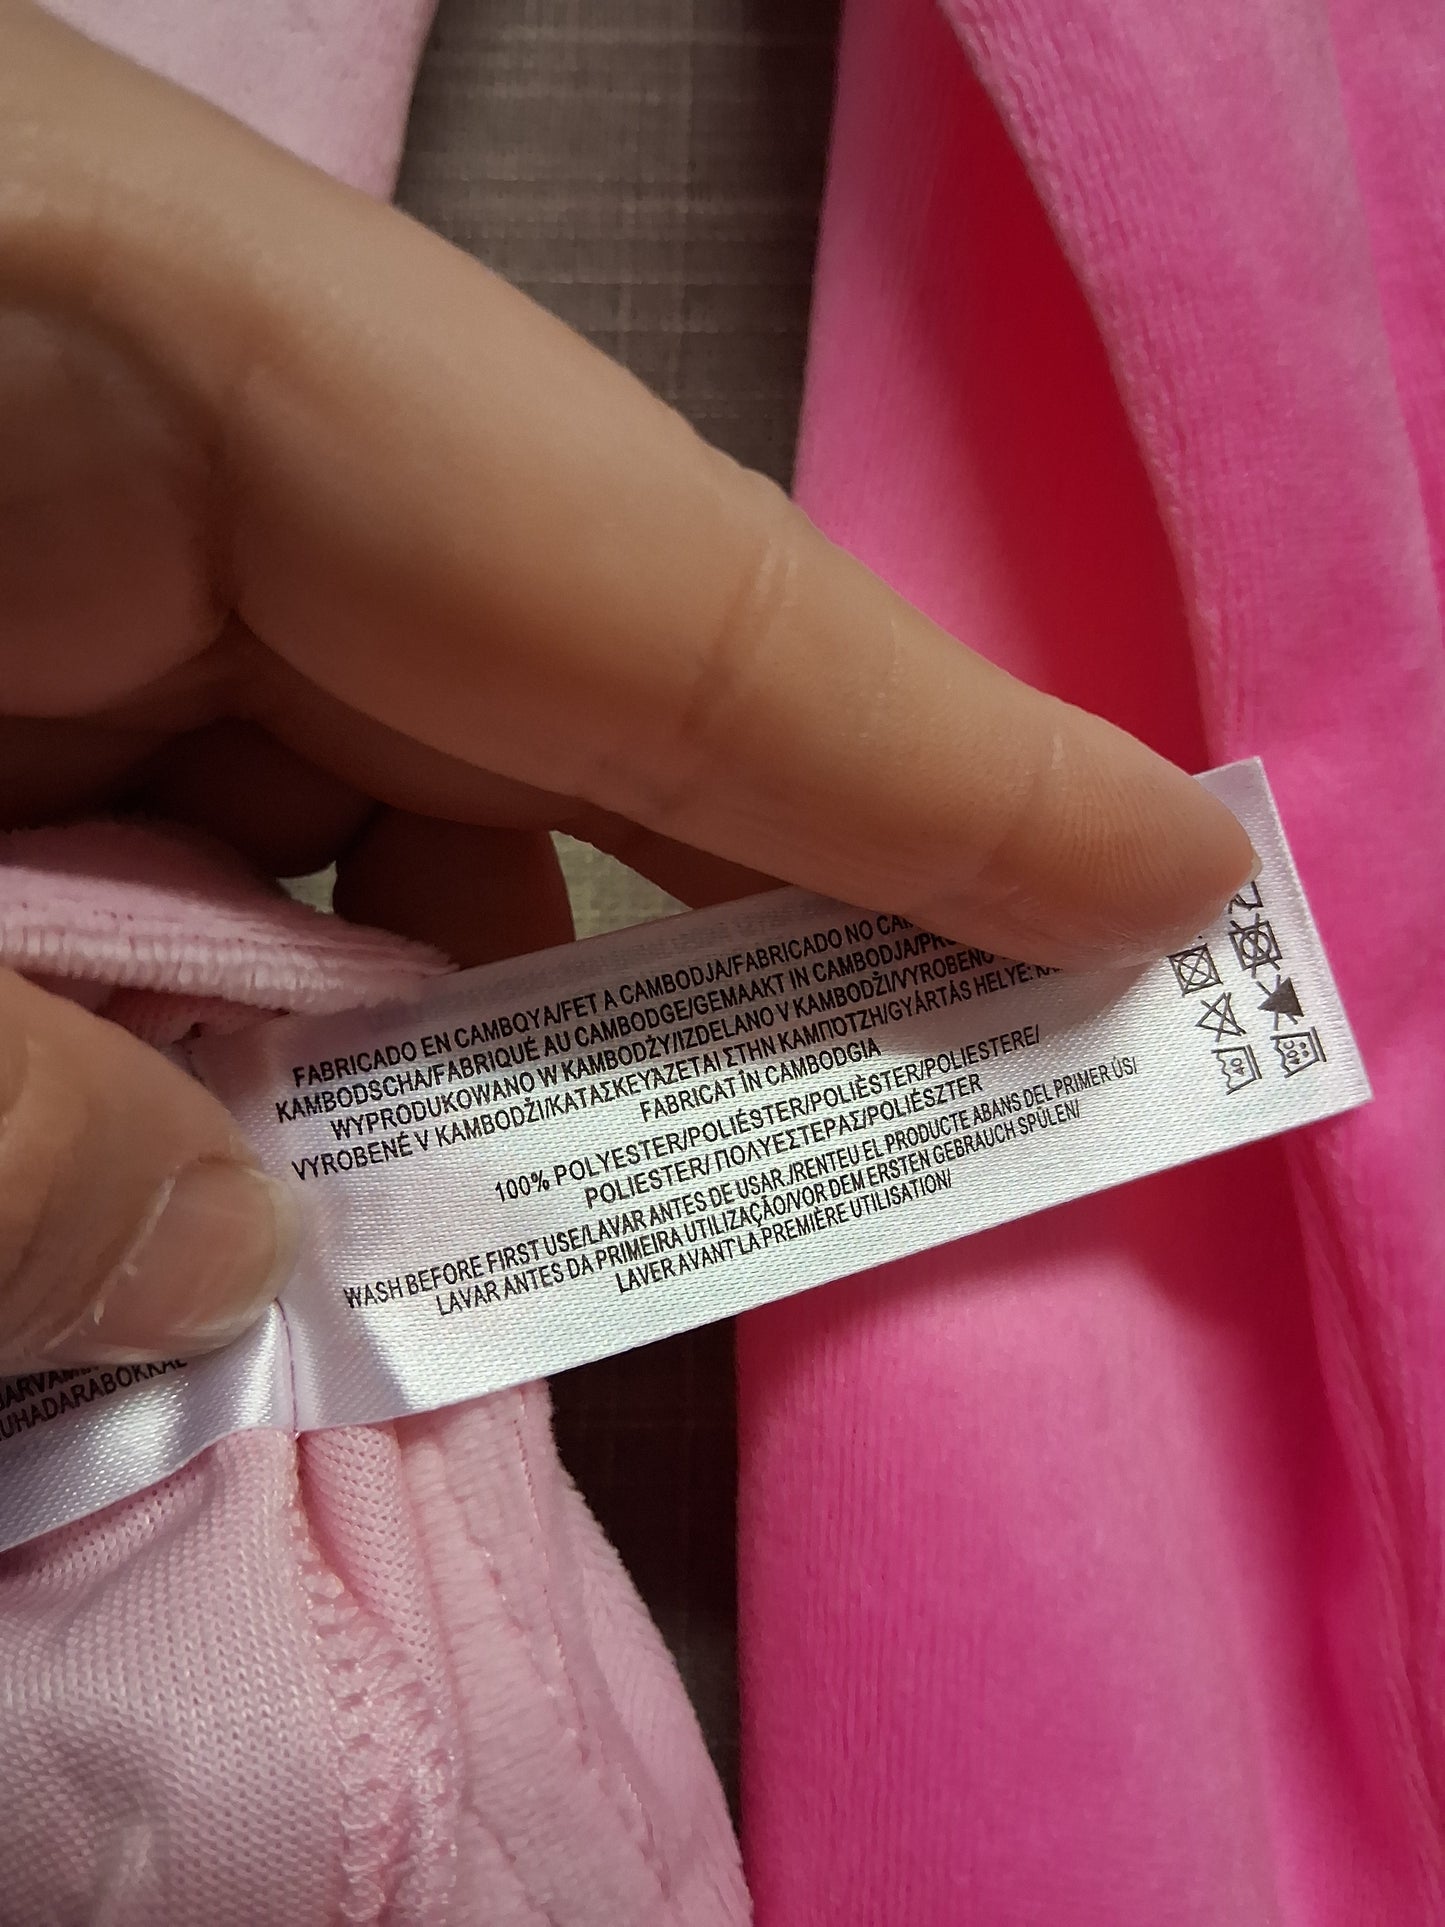 FABRICADO EN CAMBOYA/FET A CAMBODJA/FABRICADO NO
KAMBODSCHA/FABRIQUÉ AU CAMBODGE/GEMAAKT IN CAMBODJA/
WYPRODUKOWANO W KAMBODŻY/IZDELANO V KAMBODŽI/VYROBENO
VYROBENÉ V KAMBODŽI/ΚΑΤΑΣΚΕΥΆΖΕΤΑΙ ΣΤΗΝ ΚΑΜΠΟΤΖΗ/GYÁRTÁS HELYE:
FABRICAT ÎN CAMBODGIA
100% POLYESTER/POLIÉSTER/POLIÈSTER/POLIESTERE/
POLIESTER/ ΠΟΛΥΕΣΤΕΡΑΣ/POLIÉSZTER
WASH BEFORE FIRST USE/LAVAR ANTES DE USAR./RENTEU EL PRODUCTE ABANS DEL PRIMER ÚS/
LAVAR ANTES DA PRIMEIRA UTILIZAÇÃO/VOR DEM ERSTEN GEBRAUCH SPÜLEN/
LAVER AVANT LA PREMIÈRE UTILISATION/